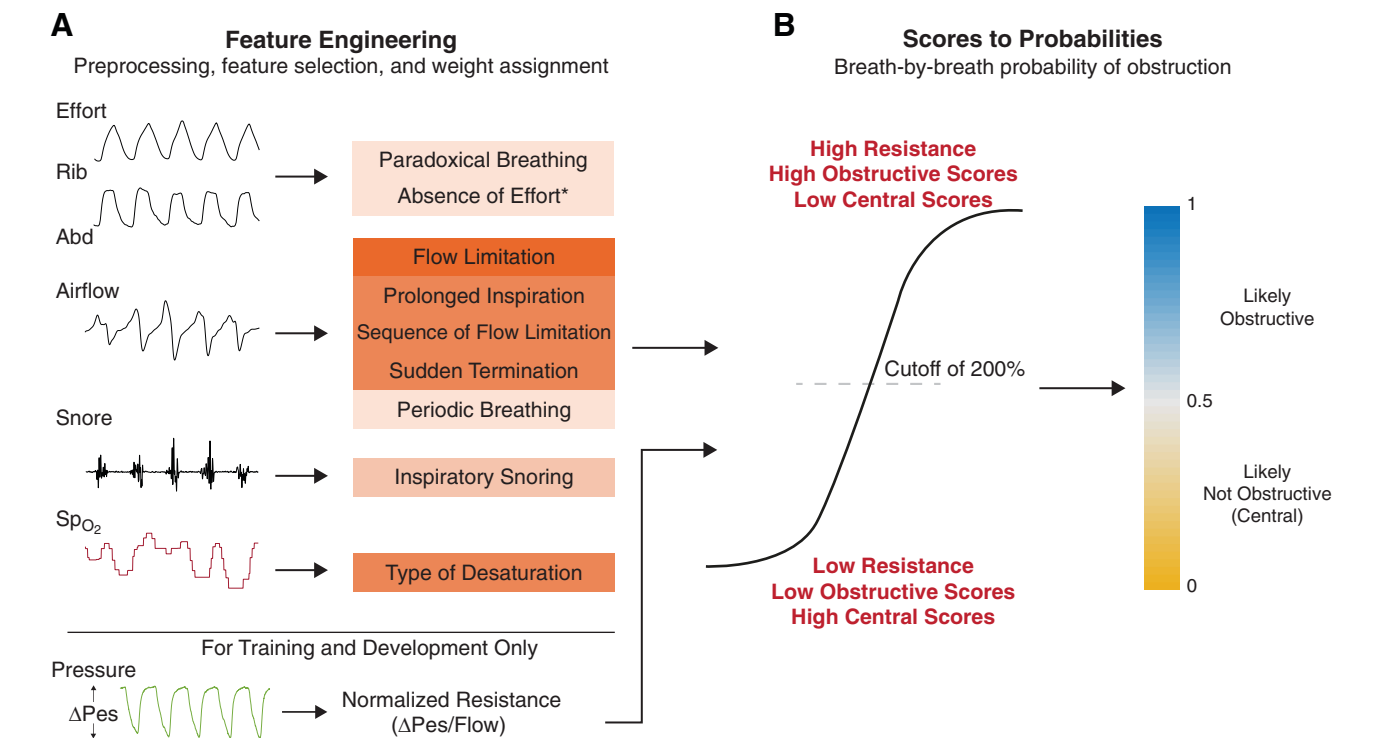 A
Feature Engineering
Preprocessing, feature selection, and weight assignment
Effort
Rib
Abd
Airflow
Snore
SpO2
Paradoxical Breathing
Absence of Effort*
Flow Limitation
Prolonged Inspiration
Sequence of Flow Limitation
Sudden Termination
Periodic Breathing
Inspiratory Snoring
Type of Desaturation
For Training and Development Only
Pressure
ΔPes
Normalized Resistance
(ΔPes/Flow)
B
Scores to Probabilities
Breath-by-breath probability of obstruction
High Resistance
High Obstructive Scores
Low Central Scores
Cutoff of 200%
Low Resistance
Low Obstructive Scores
High Central Scores
1
Likely
Obstructive
0.5
Likely
Not Obstructive
(Central)
0